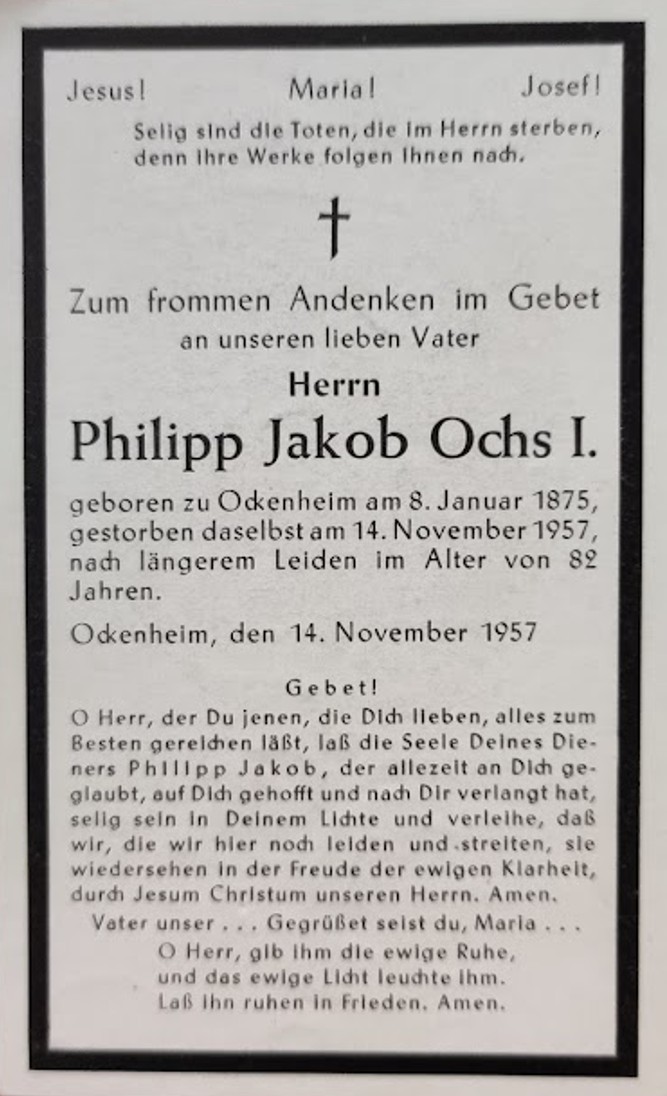 Jesus! Maria! Josef!
Selig sind die Toten, die im Herrn sterben,
denn ihre Werke folgen ihnen nach.
†
Zum frommen Andenken im Gebet
an unseren lieben Vater
Herrn
Philipp Jakob Ochs I.
geboren zu Ockenheim am 8. Januar 1875,
gestorben daselbst am 14. November 1957,
nach längerem Leiden im Alter von 82
Jahren.
Ockenheim, den 14. November 1957
Gebet!
O Herr, der Du jenen, die Dich lieben, alles zum
Besten gereichen läßt, laß die Seele Deines Die-
ners Philipp Jakob, der allezeit an Dich ge-
glaubt, auf Dich gehofft und nach Dir verlangt hat,
selig sein in Deinem Lichte und verleihe, daß
wir, die wir hier noch leiden und streiten, sie
wiedersehen in der Freude der ewigen Klarheit,
durch Jesum Christum unseren Herrn. Amen.
Vater unser . . . Gegrüßet seist du, Maria . . .
O Herr, gib ihm die ewige Ruhe,
und das ewige Licht leuchte ihm.
Laß ihn ruhen in Frieden. Amen.